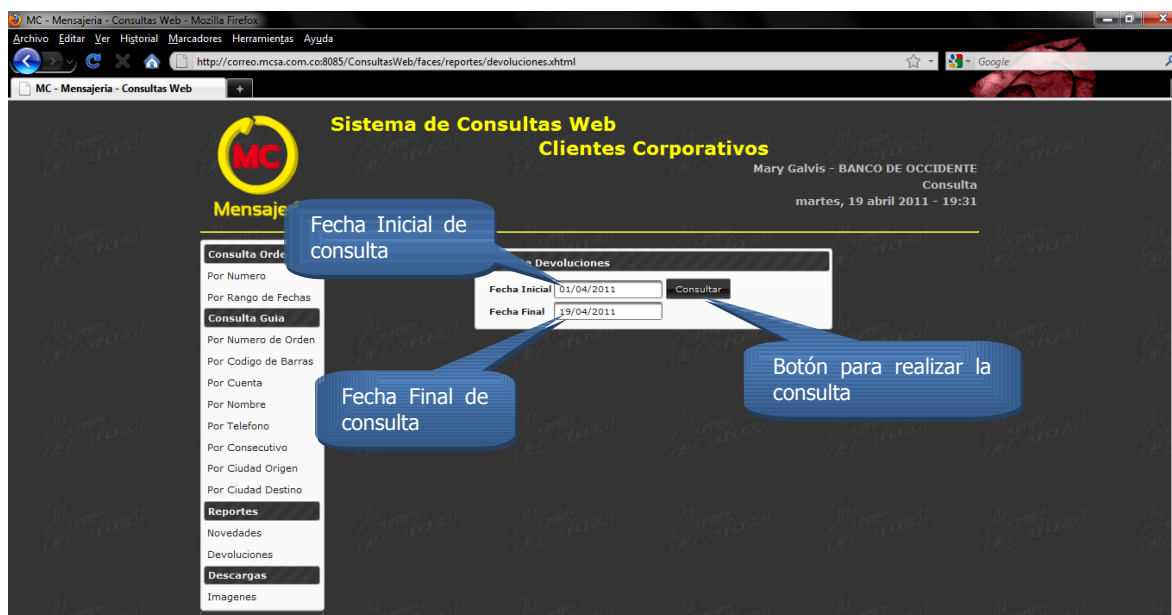 MC - Mensajeria - Consultas Web - Mozilla Firefox
Archivo Editar Ver Historial Marcadores Herramientas Ayuda
http://correo.mcsa.com.co:8085/ConsultasWeb/faces/reportes/devoluciones.xhtml
Google
MC - Mensajeria - Consultas Web
+
Sistema de Consultas Web
Clientes Corporativos
MC
Mary Galvis - BANCO DE OCCIDENTE
Consulta
martes, 19 abril 2011 - 19:31
Fecha Inicial de
consulta
Consulta
Por Numero
Por Rango de Fechas
Consulta Guia
Por Numero de Orden
Por Codigo de Barras
Por Cuenta
Por Nombre
Por Telefono
Por Consecutivo
Por Ciudad Origen
Por Ciudad Destino
Reportes
Novedades
Devoluciones
Descargas
Imagenes
Devoluciones
Fecha Inicial 01/04/2011 Consultar
Fecha Final 19/04/2011
Botón para realizar la
consulta
Fecha Final de
consulta